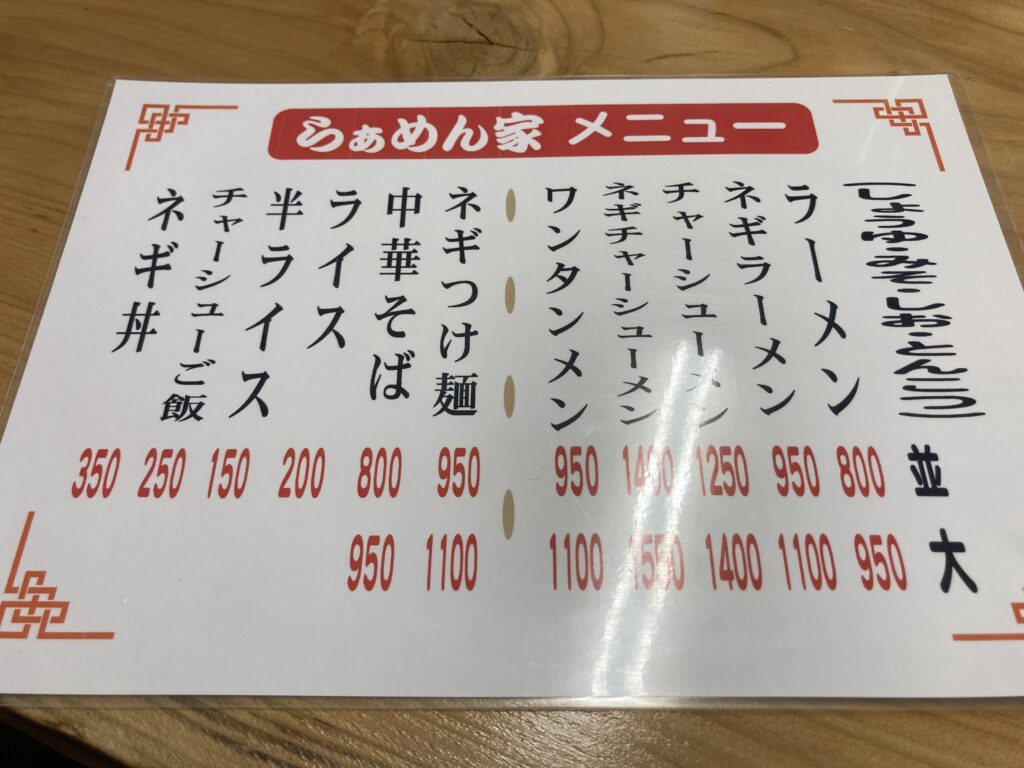 らぁめん家 メニュー
(しょうゆ・みそ・しお・とんこつ) 並 大
ラーメン 800 950
ネギラーメン 950 1100
チャーシューメン 1250 1400
ネギチャーシューメン 1400 1550
ワンタンメン 950 1100
ネギつけ麺 950 1100
中華そば 800 950
ライス 200
半ライス 150
チャーシューご飯 250
ネギ丼 350